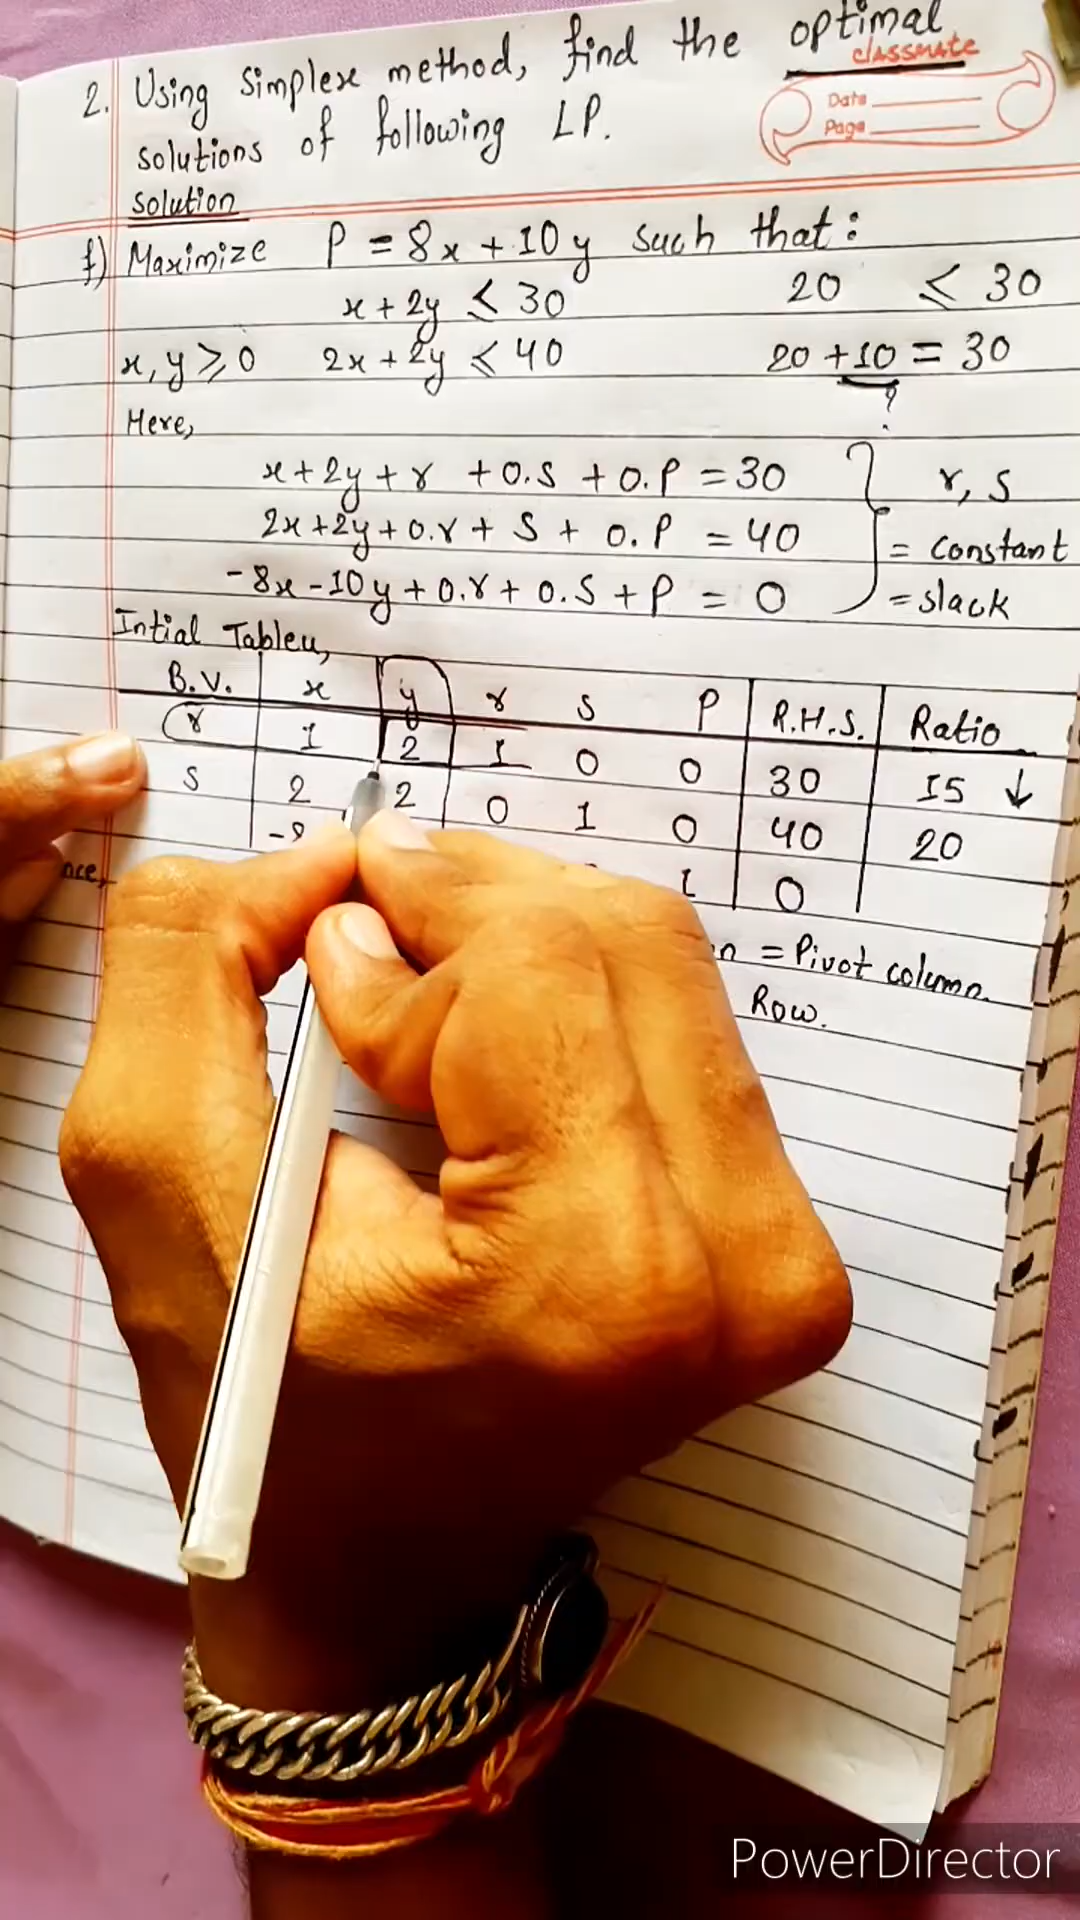 2. Using Simplex method, find the optimal
classmate
Date
Page
solutions of following LP.
solution
f) Maximize P = 8x + 10y such that:
x + 2y ≤ 30 20 ≤ 30
x, y ≥ 0 2x + 2y ≤ 40 20 + 10 = 30
?
Here,
x + 2y + r + 0.S + 0.P = 30 } r, s
2x + 2y + 0.r + S + 0.P = 40 = constant
-8x - 10y + 0.r + 0.S + P = 0 = slack
Intial Tableu,
B.V. x y r s P R.H.S. Ratio
r 1 2 1 0 0 30 15 ↓
s 2 2 0 1 0 40 20
1 0
= Pivot column.
Row.
PowerDirector